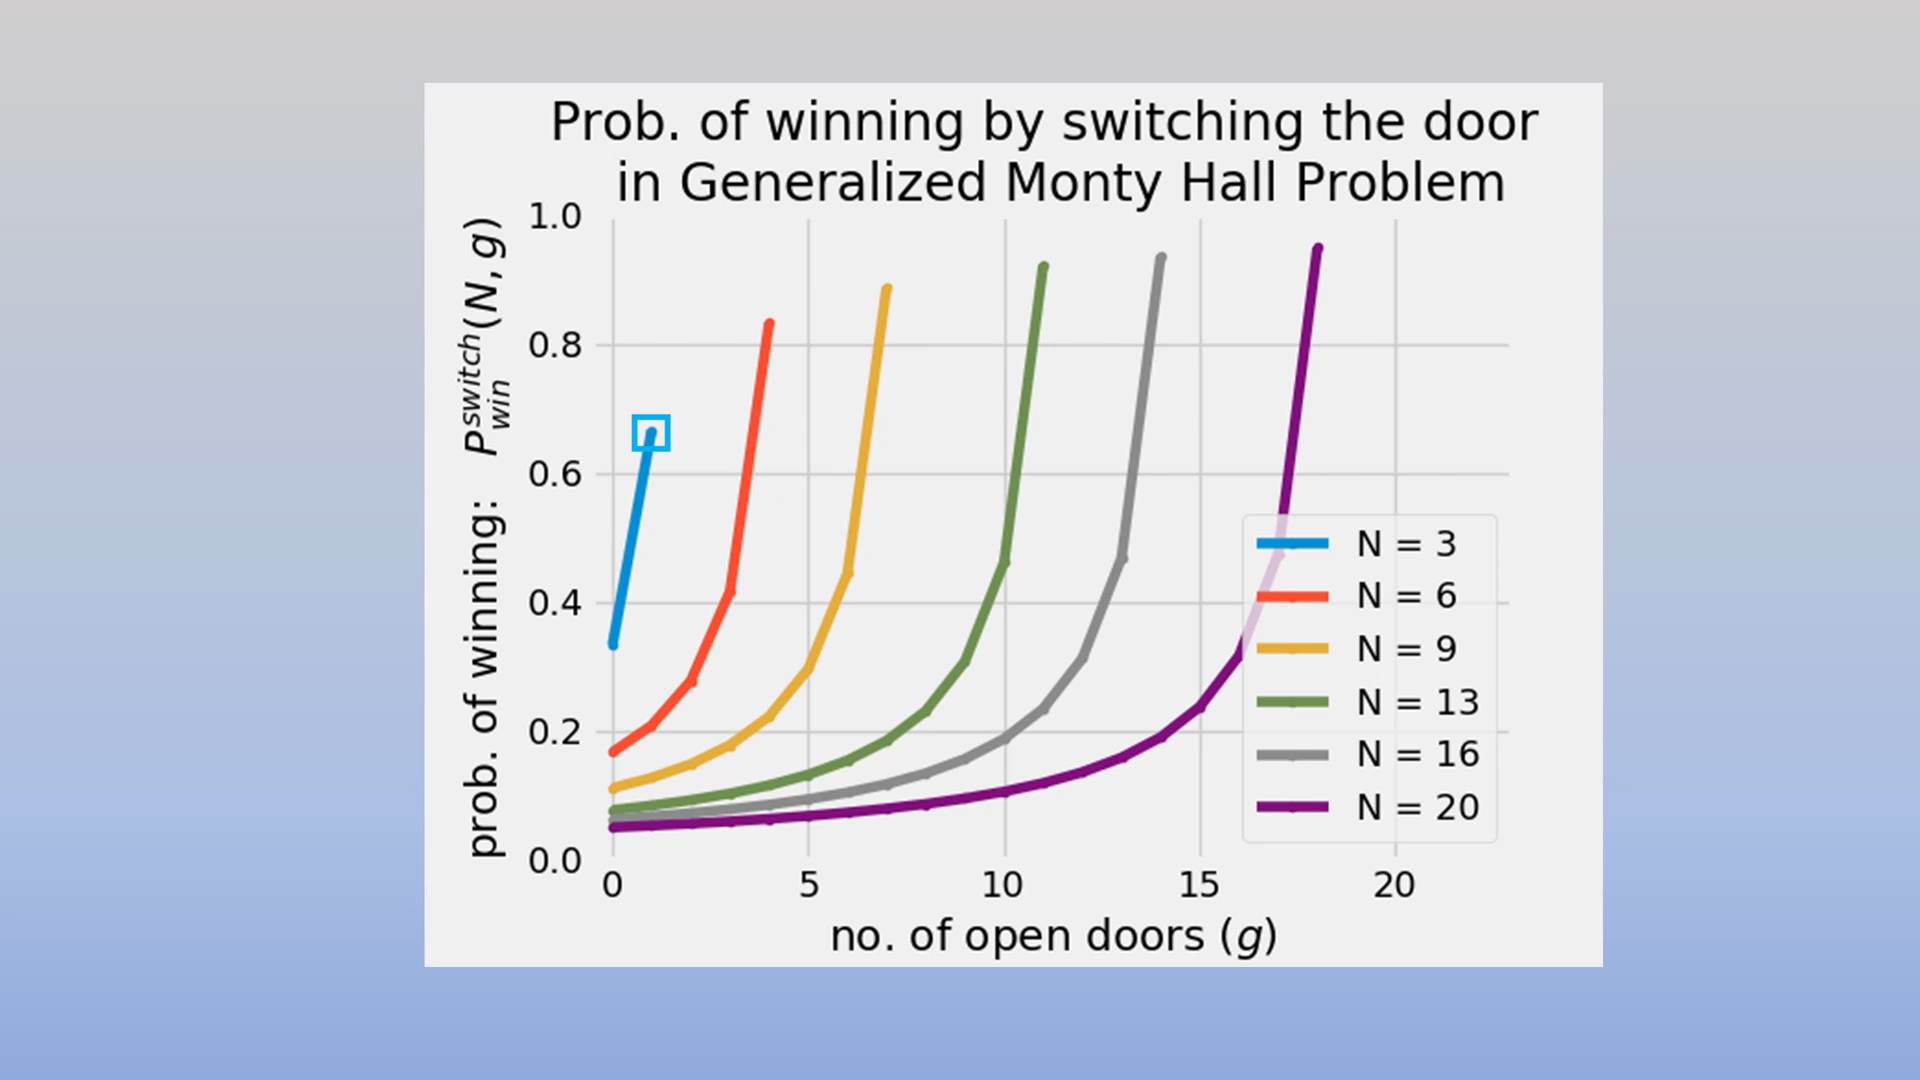 Prob. of winning by switching the door
in Generalized Monty Hall Problem
prob. of winning: P^{switch}_{win}(N, g)
1.0
0.8
0.6
0.4
0.2
0.0
0 5 10 15 20
no. of open doors (g)
N = 3
N = 6
N = 9
N = 13
N = 16
N = 20